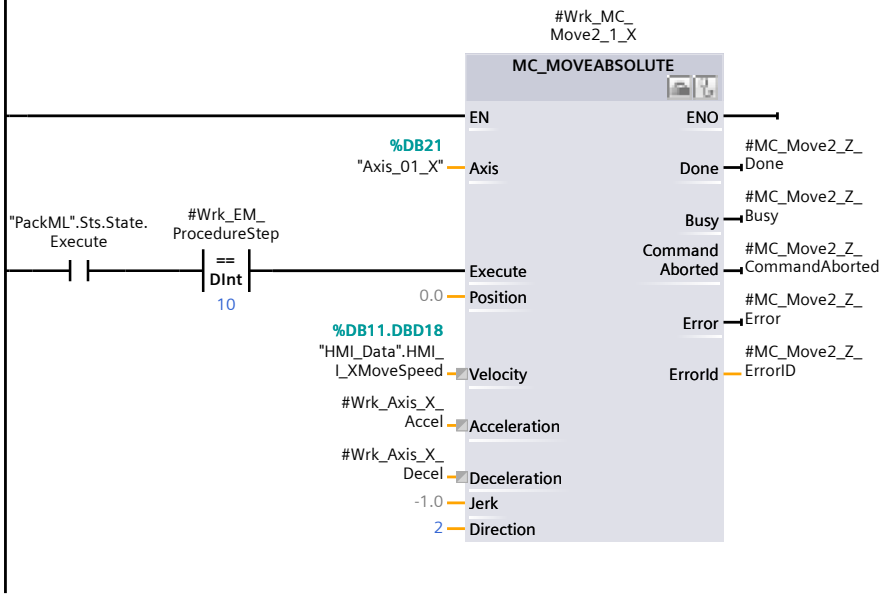 #Wrk_MC_
Move2_1_X
MC_MOVEABSOLUTE
EN
ENO
%DB21
"Axis_01_X"
Axis
Done
#MC_Move2_Z_
Done
Busy
#MC_Move2_Z_
Busy
"PackML".Sts.State.
Execute
#Wrk_EM_
ProcedureStep
==
DInt
10
Execute
Command
Aborted
#MC_Move2_Z_
CommandAborted
0.0
Position
Error
#MC_Move2_Z_
Error
%DB11.DBD18
"HMI_Data".HMI_
I_XMoveSpeed
Velocity
ErrorId
#MC_Move2_Z_
ErrorID
#Wrk_Axis_X_
Accel
Acceleration
#Wrk_Axis_X_
Decel
Deceleration
-1.0
Jerk
2
Direction